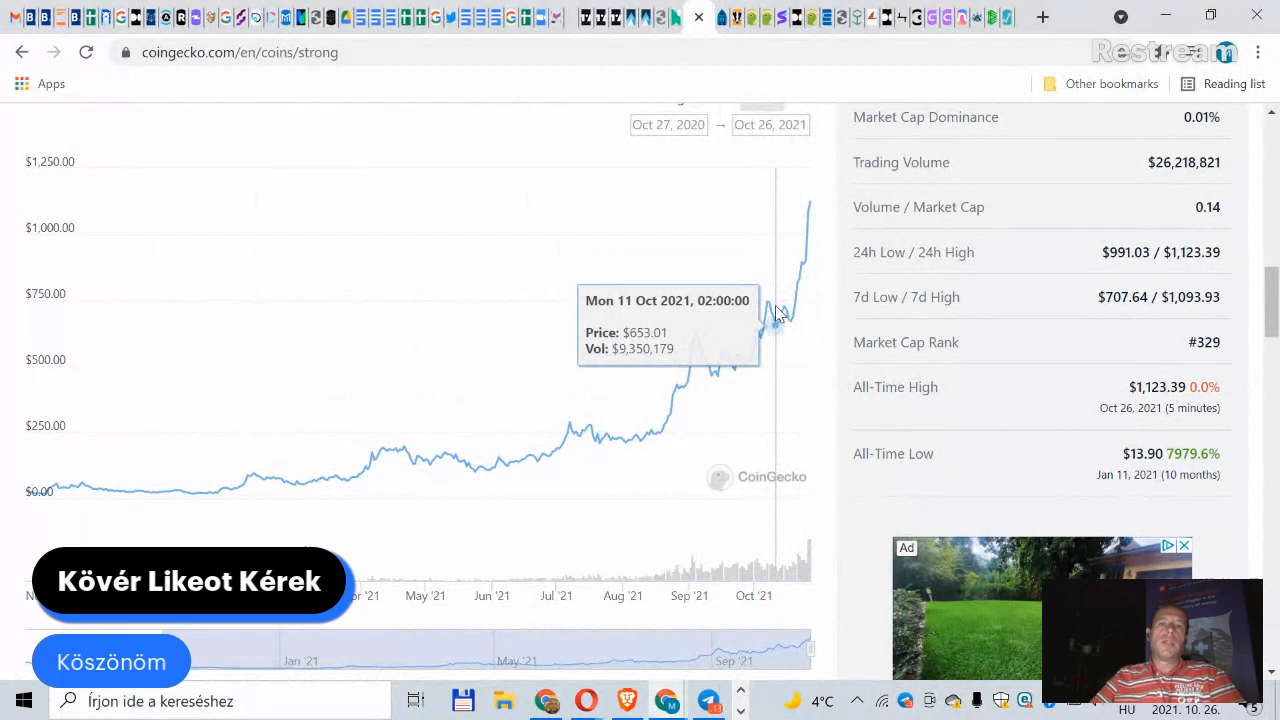 coingecko.com/en/coins/strong
Restream
Apps
Other bookmarks
Reading list
Oct 27, 2020 → Oct 26, 2021
$1,250.00
$1,000.00
$750.00
$500.00
$250.00
$0.00
Mon 11 Oct 2021, 02:00:00
Price: $653.01
Vol: $9,350,179
CoinGecko
May '21
Jun '21
Jul '21
Aug '21
Sep '21
Oct '21
Jan '21
May '21
Sep '21
Market Cap Dominance 0.01%
Trading Volume $26,218,821
Volume / Market Cap 0.14
24h Low / 24h High $991.03 / $1,123.39
7d Low / 7d High $707.64 / $1,093.93
Market Cap Rank #329
All-Time High $1,123.39 0.0%
Oct 26, 2021 (5 minutes)
All-Time Low $13.90 7979.6%
Jan 11, 2021 (10 months)
Ad
Kövér Likeot Kérek
Köszönöm
Írjon ide a kereséshez
4°C
HU
2021. 10. 26.